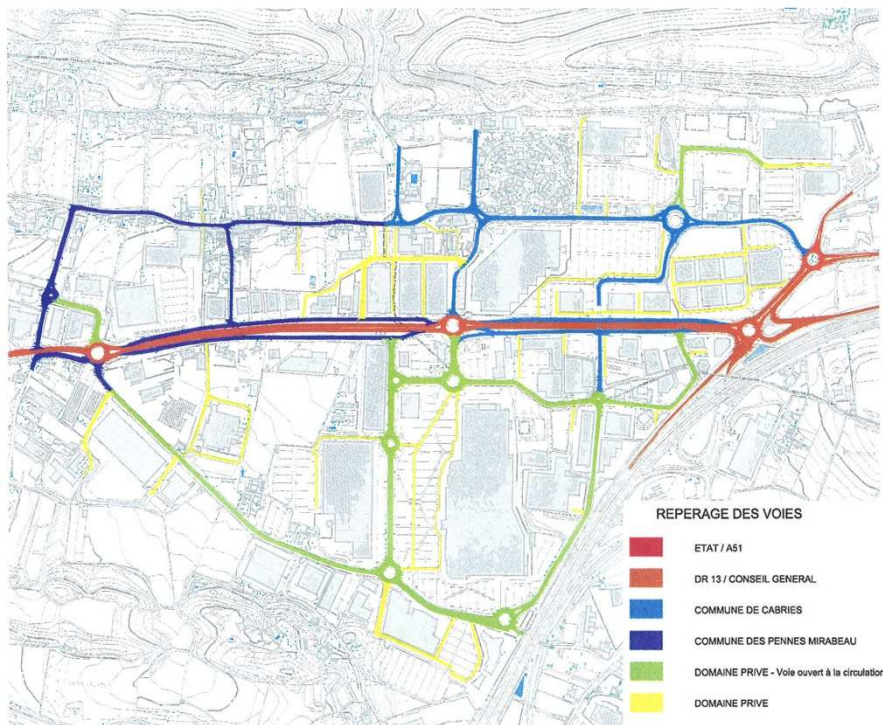 REPERAGE DES VOIES
ETAT / A51
DR 13 / CONSEIL GENERAL
COMMUNE DE CABRIES
COMMUNE DES PENNES MIRABEAU
DOMAINE PRIVE - Voie ouvert à la circulation
DOMAINE PRIVE